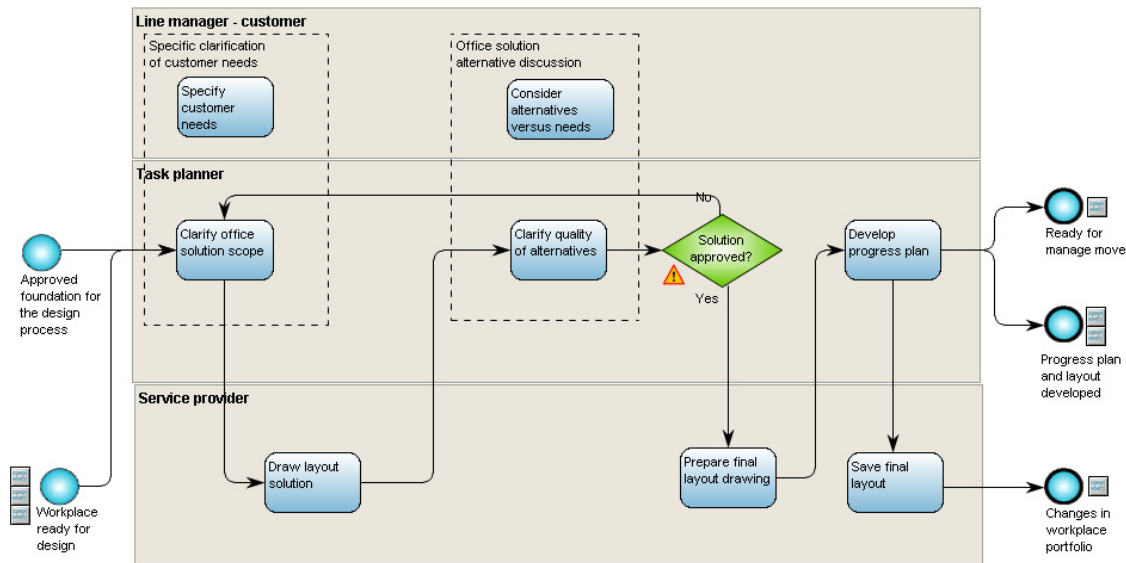 Line manager - customer
Specific clarification
of customer needs
Office solution
alternative discussion
Specify
customer
needs
Consider
alternatives
versus needs
Task planner
No
Clarify office
solution scope
Clarify quality
of alternatives
Solution
approved?
Develop
progress plan
Ready for
manage move
Approved
foundation for
the design
process
Yes
Progress plan
and layout
developed
Service provider
Draw layout
solution
Prepare final
layout drawing
Save final
layout
Workplace
ready for
design
Changes in
workplace
portfolio